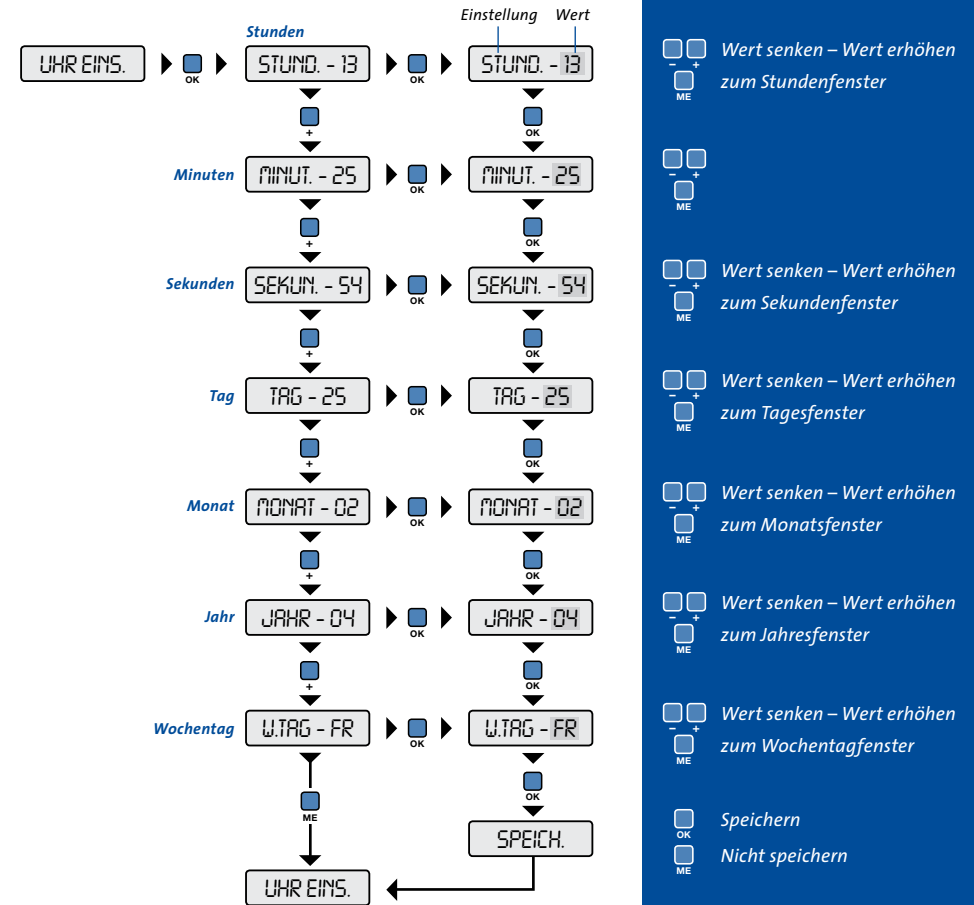 Einstellung Wert
Stunden
UHR EINS. OK STUND. - 13 OK STUND. - 13
+ OK
Minuten MINUT. - 25 OK MINUT. - 25
+ OK
Sekunden SEKUN. - 54 OK SEKUN. - 54
+ OK
Tag TAG - 25 OK TAG - 25
+ OK
Monat MONAT - 02 OK MONAT - 02
+ OK
Jahr JAHR - 04 OK JAHR - 04
+ OK
Wochentag W.TAG - FR OK W.TAG - FR
ME OK
SPEICH.
UHR EINS.
Wert senken – Wert erhöhen
– +
zum Stundenfenster
ME
– +
ME
Wert senken – Wert erhöhen
– +
zum Sekundenfenster
ME
Wert senken – Wert erhöhen
– +
zum Tagesfenster
ME
Wert senken – Wert erhöhen
– +
zum Monatsfenster
ME
Wert senken – Wert erhöhen
– +
zum Jahresfenster
ME
Wert senken – Wert erhöhen
– +
zum Wochentagfenster
ME
OK Speichern
ME Nicht speichern